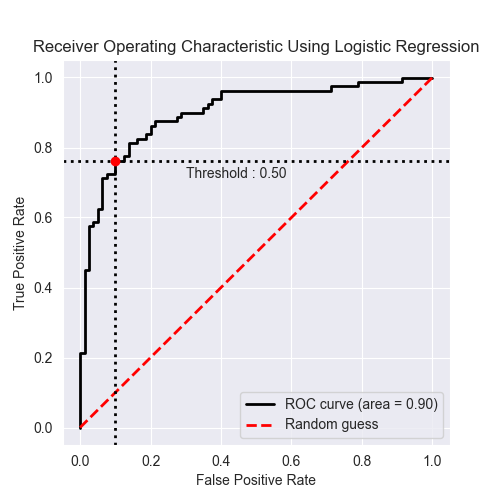 Receiver Operating Characteristic Using Logistic Regression
True Positive Rate
1.0
0.8
0.6
0.4
0.2
0.0
Threshold : 0.50
ROC curve (area = 0.90)
Random guess
0.0 0.2 0.4 0.6 0.8 1.0
False Positive Rate